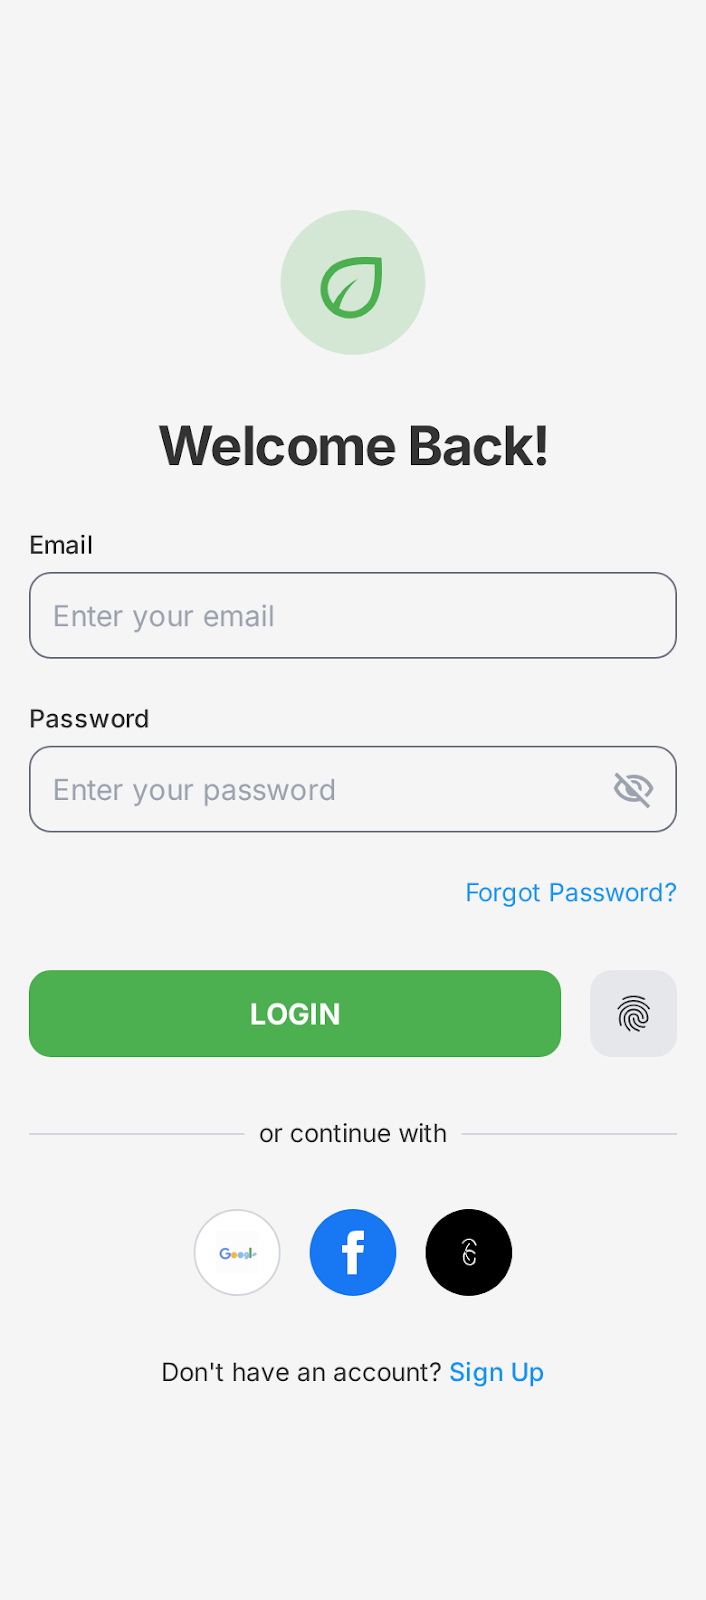 Welcome Back!
Email
Enter your email
Password
Enter your password
Forgot Password?
LOGIN
or continue with
Don't have an account? Sign Up